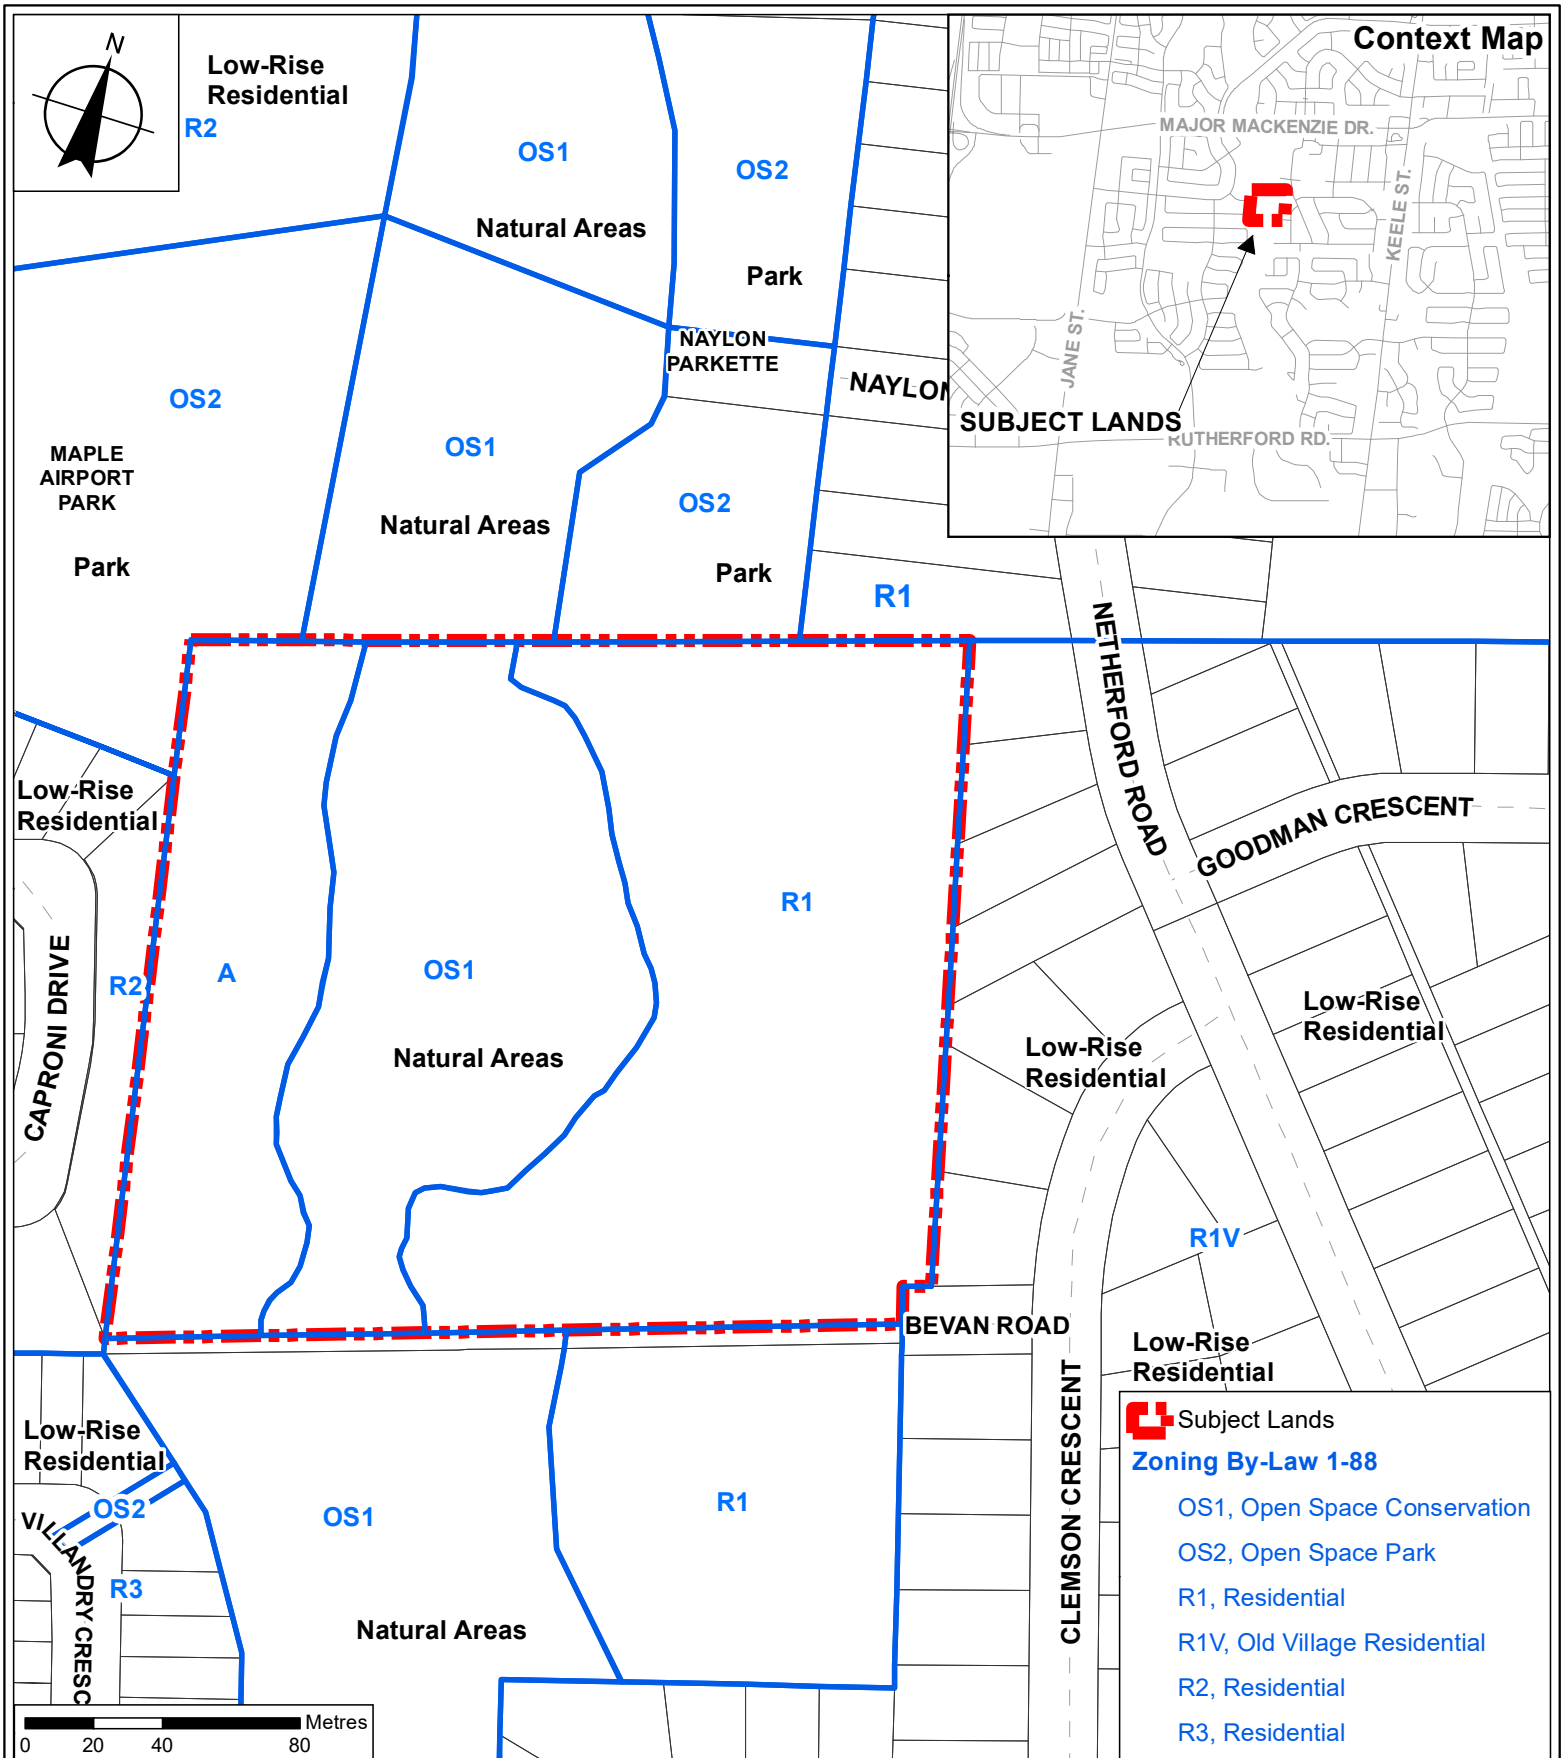 N
Low-Rise
Residential
R2
OS1
Natural Areas
OS2
Park
Context Map
MAJOR MACKENZIE DR.
KEELE ST.
JANE ST.
SUBJECT LANDS
RUTHERFORD RD.
NAYLON
PARKETTE
NAYLON
OS2
MAPLE
AIRPORT
PARK
Park
OS1
Natural Areas
OS2
Park
R1
NETHERFORD ROAD
GOODMAN CRESCENT
Low-Rise
Residential
CAPRONI DRIVE
R2
A
OS1
Natural Areas
R1
Low-Rise
Residential
Low-Rise
Residential
R1V
BEVAN ROAD
Low-Rise
Residential
CLEMSON CRESCENT
Low-Rise
Residential
OS2
VILLANDRY CRESC
R3
OS1
Natural Areas
R1
Subject Lands
Zoning By-Law 1-88
OS1, Open Space Conservation
OS2, Open Space Park
R1, Residential
R1V, Old Village Residential
R2, Residential
R3, Residential
Metres
0 20 40 80